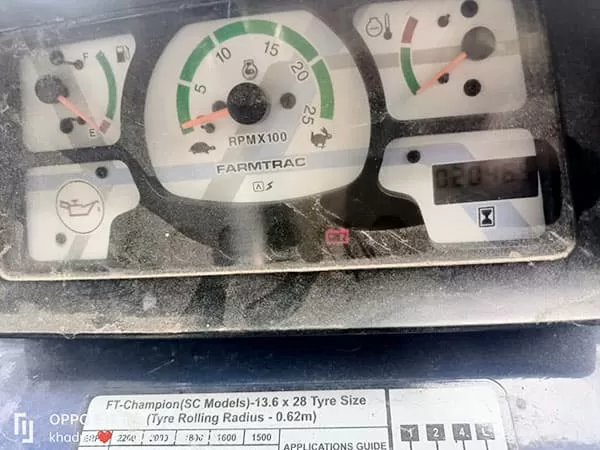 F
E
5
10
15
20
25
RPMX100
FARMTRAC
FT-Champion(SC Models)-13.6 x 28 Tyre Size
(Tyre Rolling Radius - 0.62m)
2200 2000 1800 1600 1500
APPLICATIONS GUIDE 1 2 4 L
OPPO